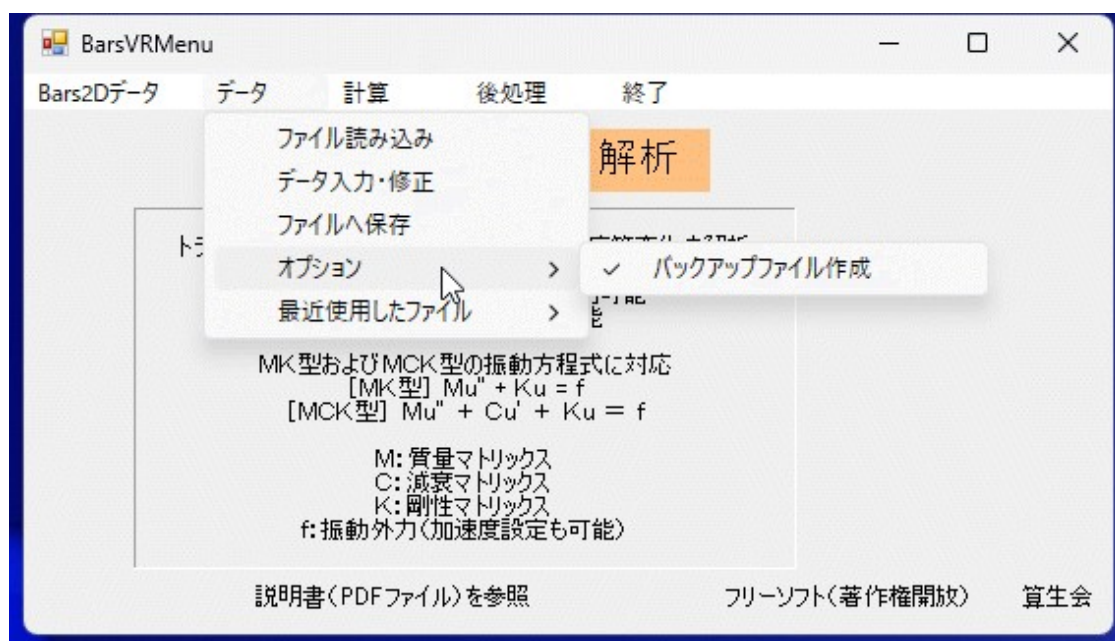 BarsVRMenu
Bars2Dデータ データ 計算 後処理 終了
ファイル読み込み
解析
データ入力・修正
ファイルへ保存
オプション
バックアップファイル作成
最近使用したファイル
MK型およびMCK型の振動方程式に対応
[MK型] Mu" + Ku = f
[MCK型] Mu" + Cu' + Ku = f
M: 質量マトリックス
C: 減衰マトリックス
K: 剛性マトリックス
f: 振動外力(加速度設定も可能)
説明書(PDFファイル)を参照 フリーソフト(著作権開放) 算生会